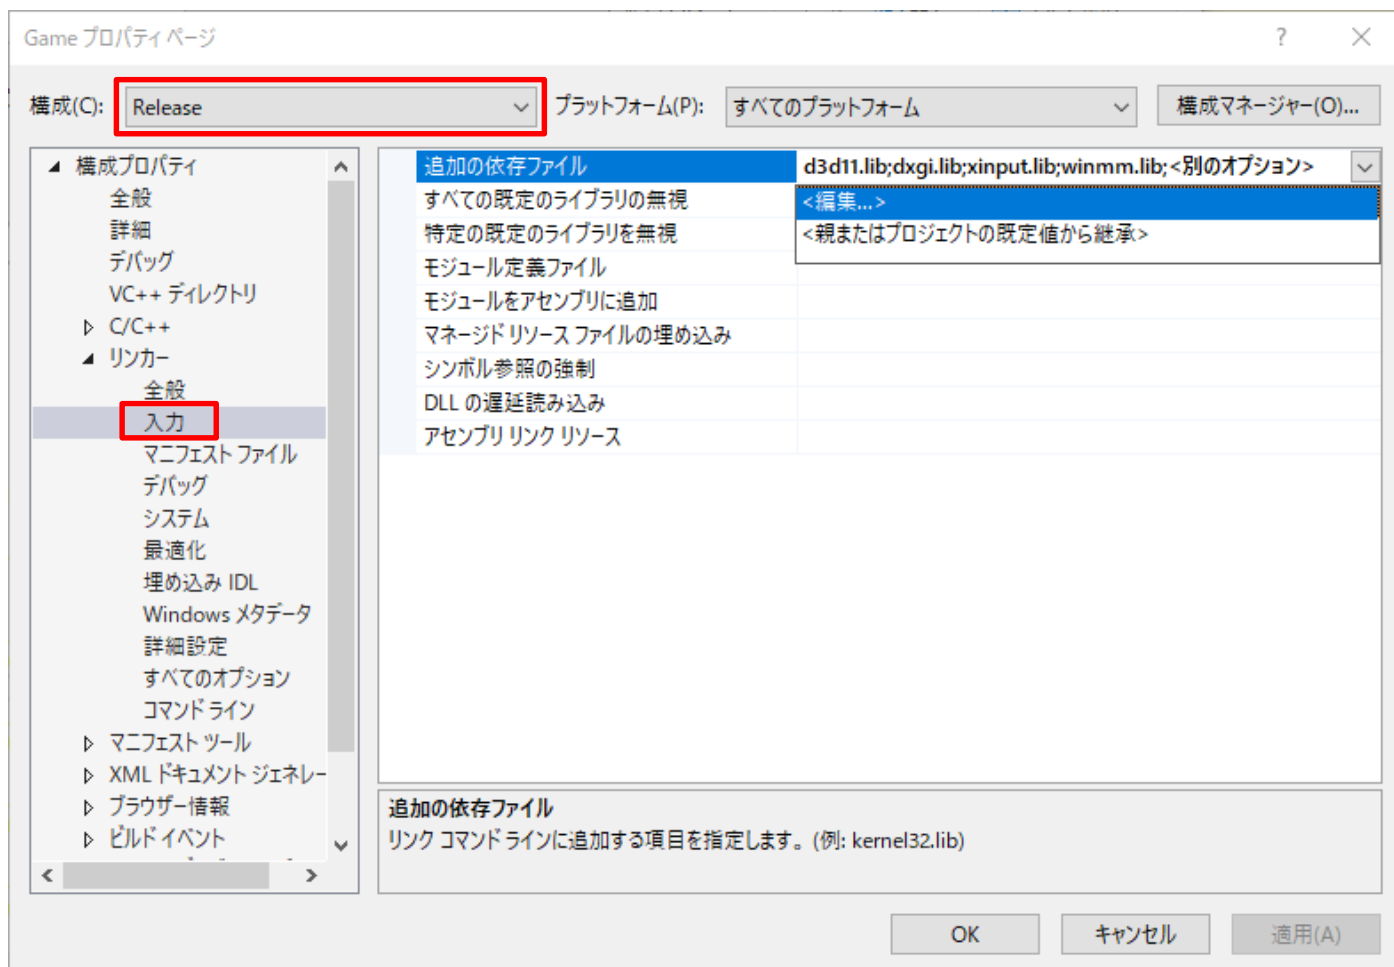 Game プロパティ ページ
?
構成(C): Release プラットフォーム(P): すべてのプラットフォーム 構成マネージャー(O)...
構成プロパティ
全般
詳細
デバッグ
VC++ ディレクトリ
C/C++
リンカー
全般
入力
マニフェスト ファイル
デバッグ
システム
最適化
埋め込み IDL
Windows メタデータ
詳細設定
すべてのオプション
コマンド ライン
マニフェスト ツール
XML ドキュメント ジェネレー
ブラウザー情報
ビルド イベント
追加の依存ファイル d3d11.lib;dxgi.lib;xinput.lib;winmm.lib;<別のオプション>
すべての既定のライブラリの無視 <編集...>
特定の既定のライブラリを無視 <親またはプロジェクトの既定値から継承>
モジュール定義ファイル
モジュールをアセンブリに追加
マネージド リソース ファイルの埋め込み
シンボル参照の強制
DLL の遅延読み込み
アセンブリ リンク リソース
追加の依存ファイル
リンク コマンド ラインに追加する項目を指定します。(例: kernel32.lib)
OK キャンセル 適用(A)